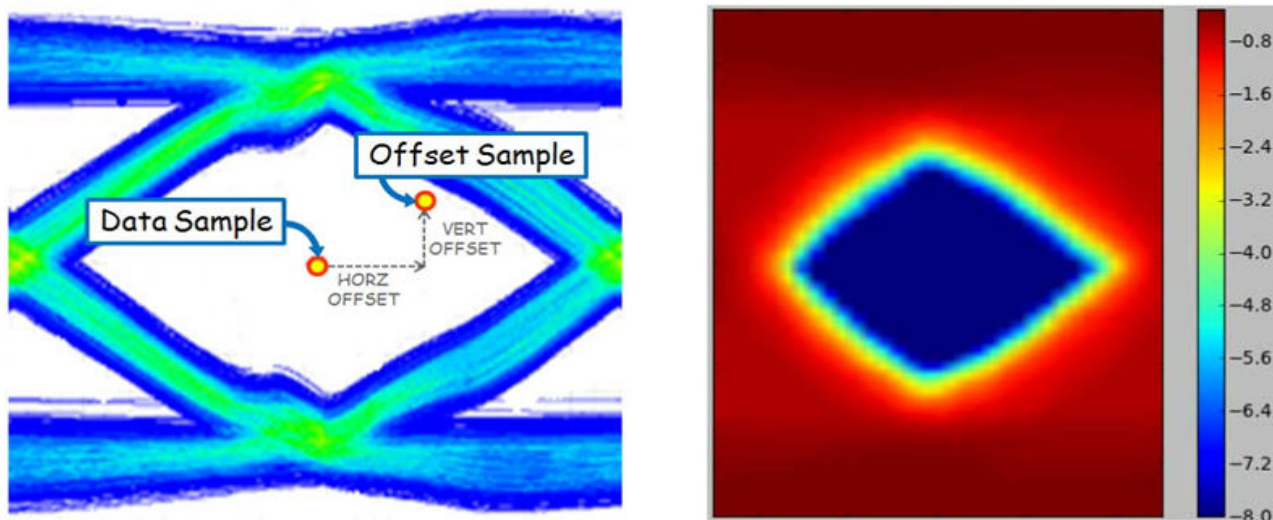 Offset Sample
Data Sample
VERT
OFFSET
HORZ
OFFSET
−0.8
−1.6
−2.4
−3.2
−4.0
−4.8
−5.6
−6.4
−7.2
−8.0